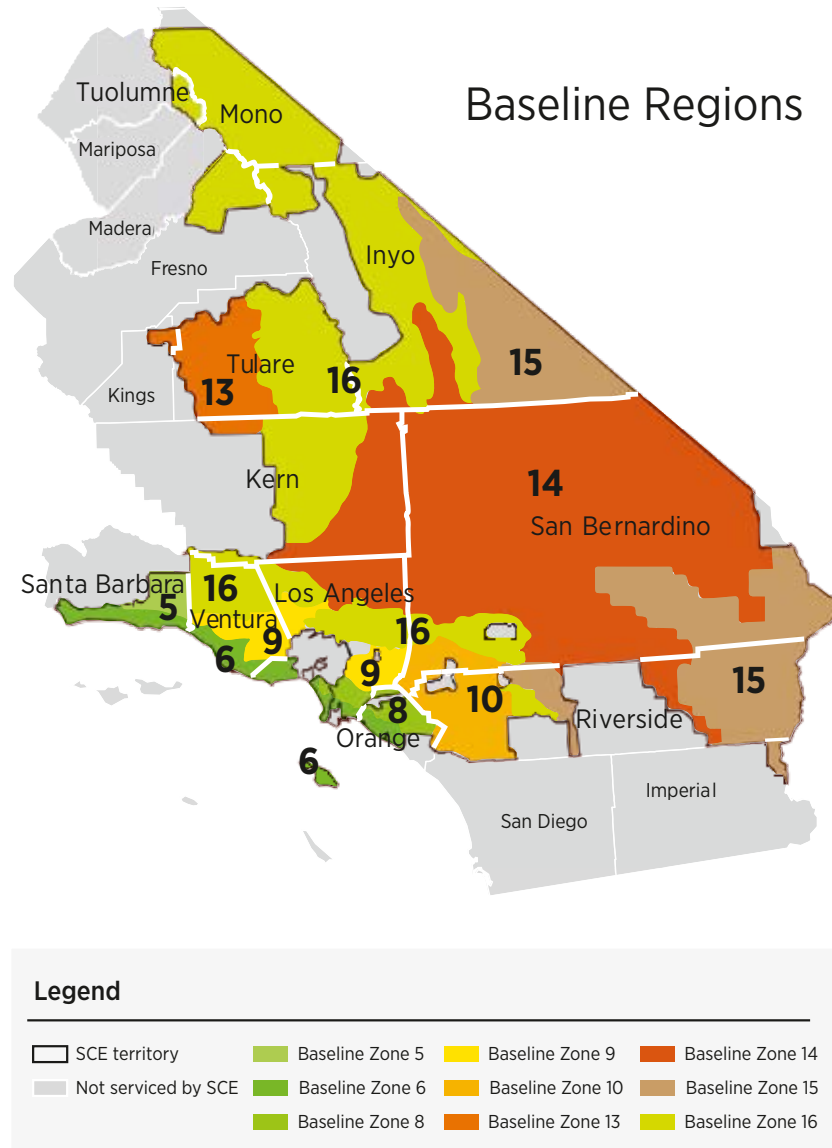 Baseline Regions
Tuolumne
Mono
Mariposa
Madera
Fresno
Inyo
Tulare
13
16
15
Kings
Kern
14
San Bernardino
Santa Barbara
5
16
Ventura
Los Angeles
9
16
6
9
8
10
15
Riverside
Orange
6
Imperial
San Diego
Legend
SCE territory
Not serviced by SCE
Baseline Zone 5
Baseline Zone 6
Baseline Zone 8
Baseline Zone 9
Baseline Zone 10
Baseline Zone 13
Baseline Zone 14
Baseline Zone 15
Baseline Zone 16